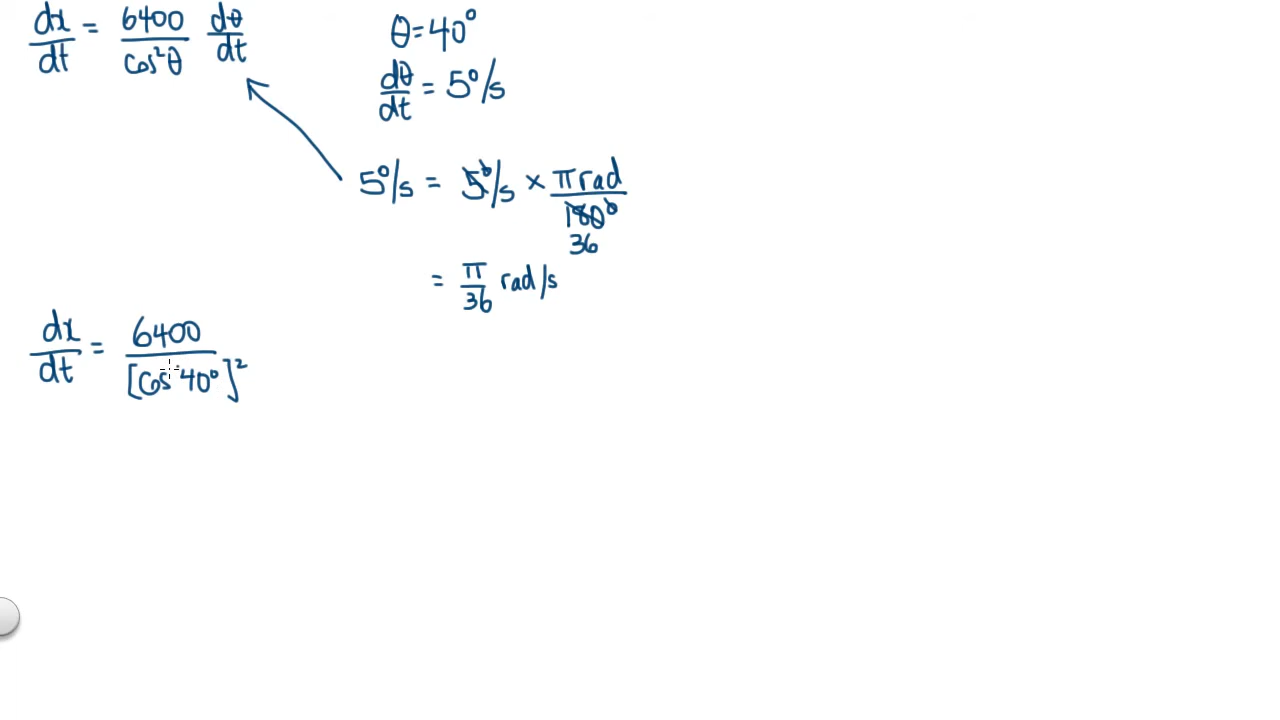 dx/dt = 6400/cos²θ dθ/dt
θ = 40°
dθ/dt = 5°/s
5°/s = 5°/s × π rad/180°
36
= π/36 rad/s
dx/dt = 6400/[cos 40°]²